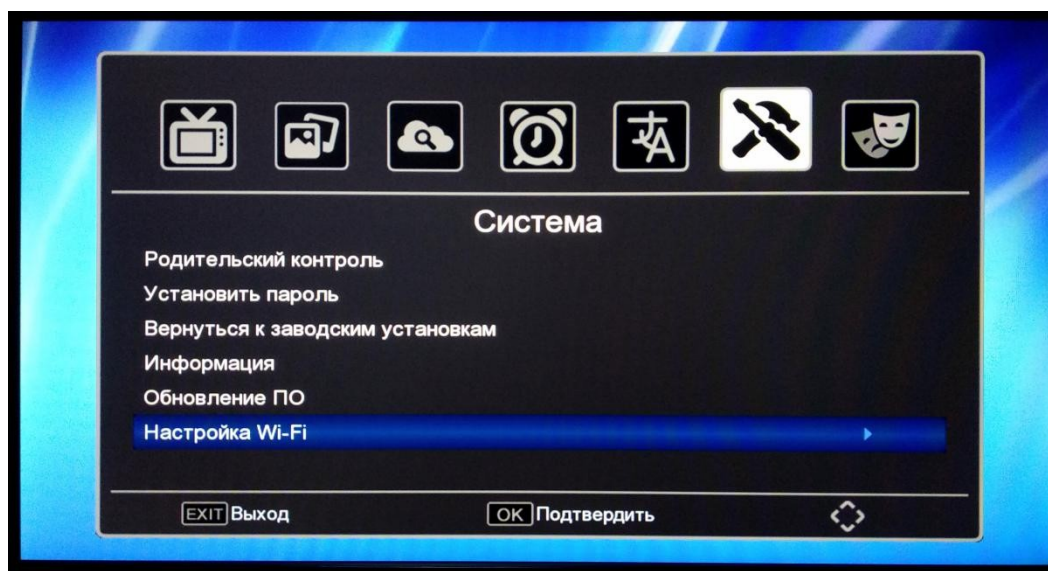 Система
Родительский контроль
Установить пароль
Вернуться к заводским установкам
Информация
Обновление ПО
Настройка Wi-Fi
EXIT Выход
OK Подтвердить